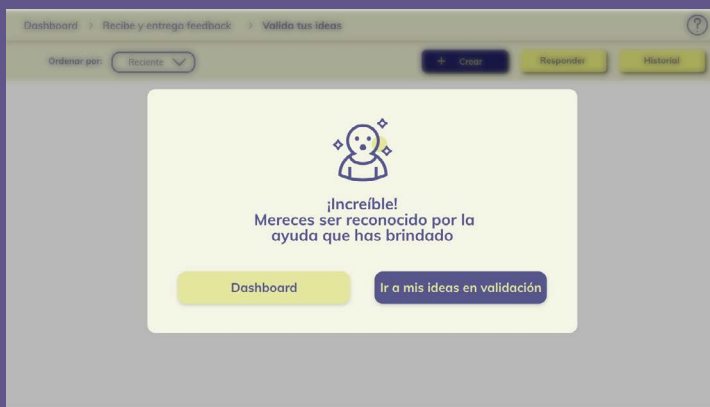 Dashboard > Recibe y entrega feedback > Valida tus ideas
?
Ordenar por: Reciente
+ Crear
Responder
Historial
¡Increíble!
Mereces ser reconocido por la
ayuda que has brindado
Dashboard
Ir a mis ideas en validación